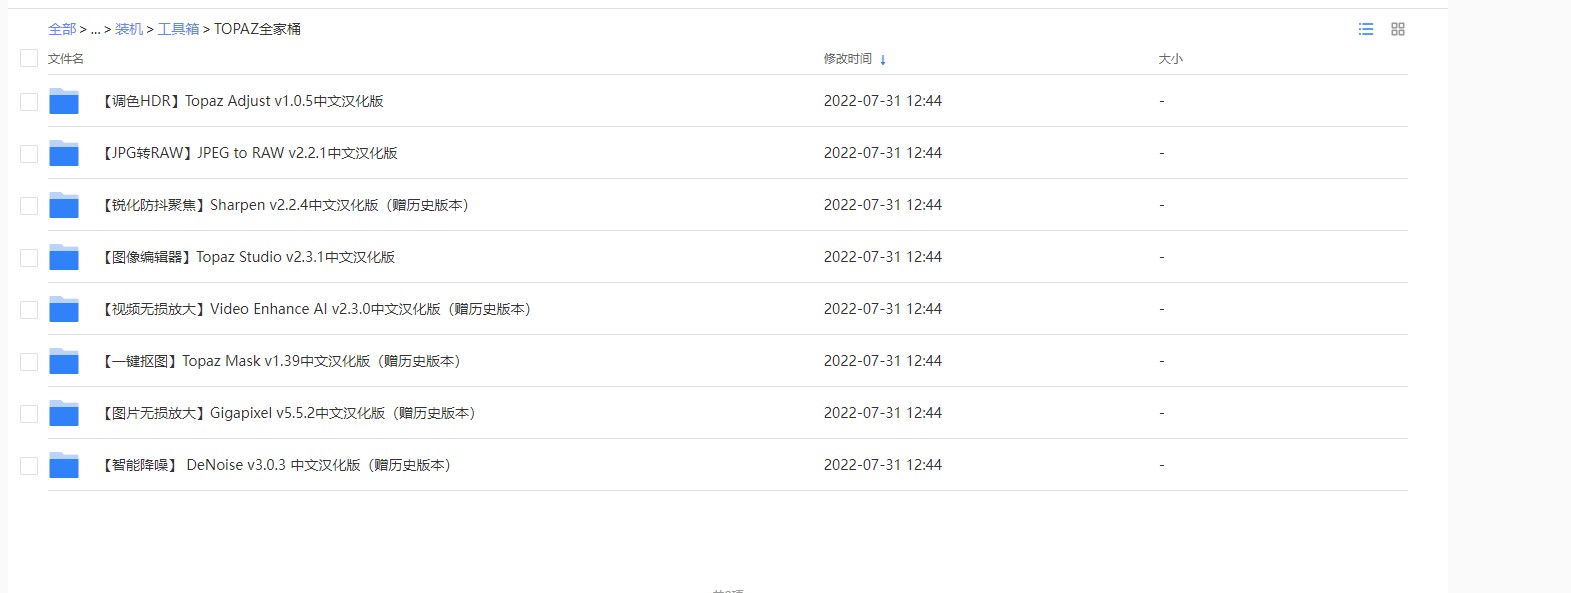 全部 > ... > 装机 > 工具箱 > TOPAZ全家桶
文件名 修改时间 ↓ 大小
【调色HDR】Topaz Adjust v1.0.5中文汉化版 2022-07-31 12:44 -
【JPG转RAW】JPEG to RAW v2.2.1中文汉化版 2022-07-31 12:44 -
【锐化防抖聚焦】Sharpen v2.2.4中文汉化版（赠历史版本） 2022-07-31 12:44 -
【图像编辑器】Topaz Studio v2.3.1中文汉化版 2022-07-31 12:44 -
【视频无损放大】Video Enhance AI v2.3.0中文汉化版（赠历史版本） 2022-07-31 12:44 -
【一键抠图】Topaz Mask v1.39中文汉化版（赠历史版本） 2022-07-31 12:44 -
【图片无损放大】Gigapixel v5.5.2中文汉化版（赠历史版本） 2022-07-31 12:44 -
【智能降噪】 DeNoise v3.0.3 中文汉化版（赠历史版本） 2022-07-31 12:44 -